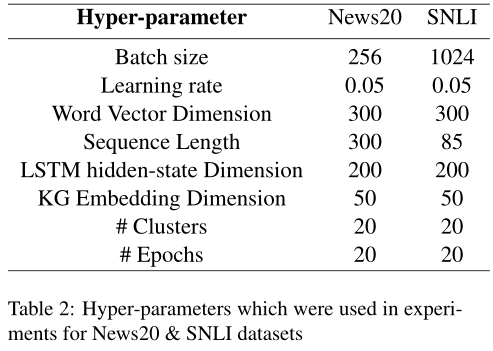 Hyper-parameter News20 SNLI
Batch size 256 1024
Learning rate 0.05 0.05
Word Vector Dimension 300 300
Sequence Length 300 85
LSTM hidden-state Dimension 200 200
KG Embedding Dimension 50 50
# Clusters 20 20
# Epochs 20 20
Table 2: Hyper-parameters which were used in experi-
ments for News20 & SNLI datasets